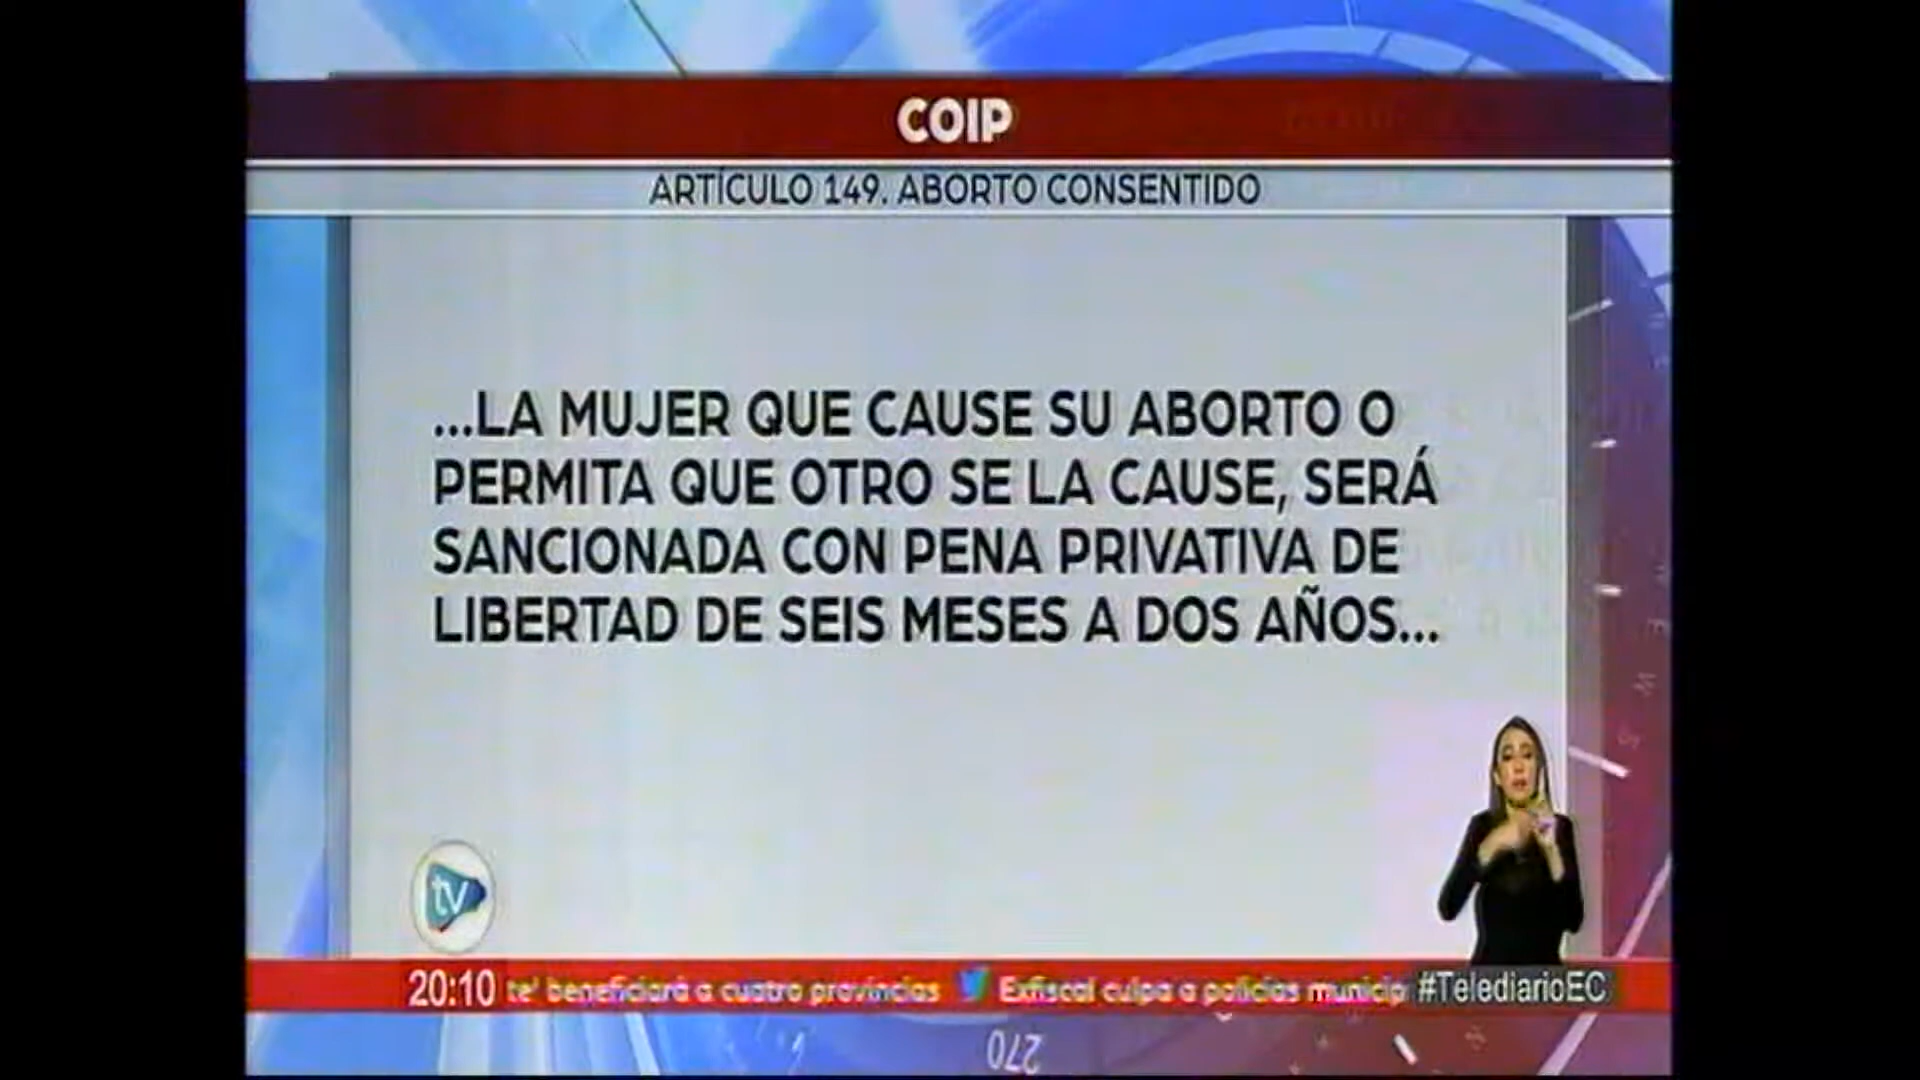 COIP
ARTÍCULO 149. ABORTO CONSENTIDO
...LA MUJER QUE CAUSE SU ABORTO O
PERMITA QUE OTRO SE LA CAUSE, SERÁ
SANCIONADA CON PENA PRIVATIVA DE
LIBERTAD DE SEIS MESES A DOS AÑOS...
tv
20:10 te' beneficiará a cuatro provincias Exfiscal culpa a policías municip #TelediarioEC
270